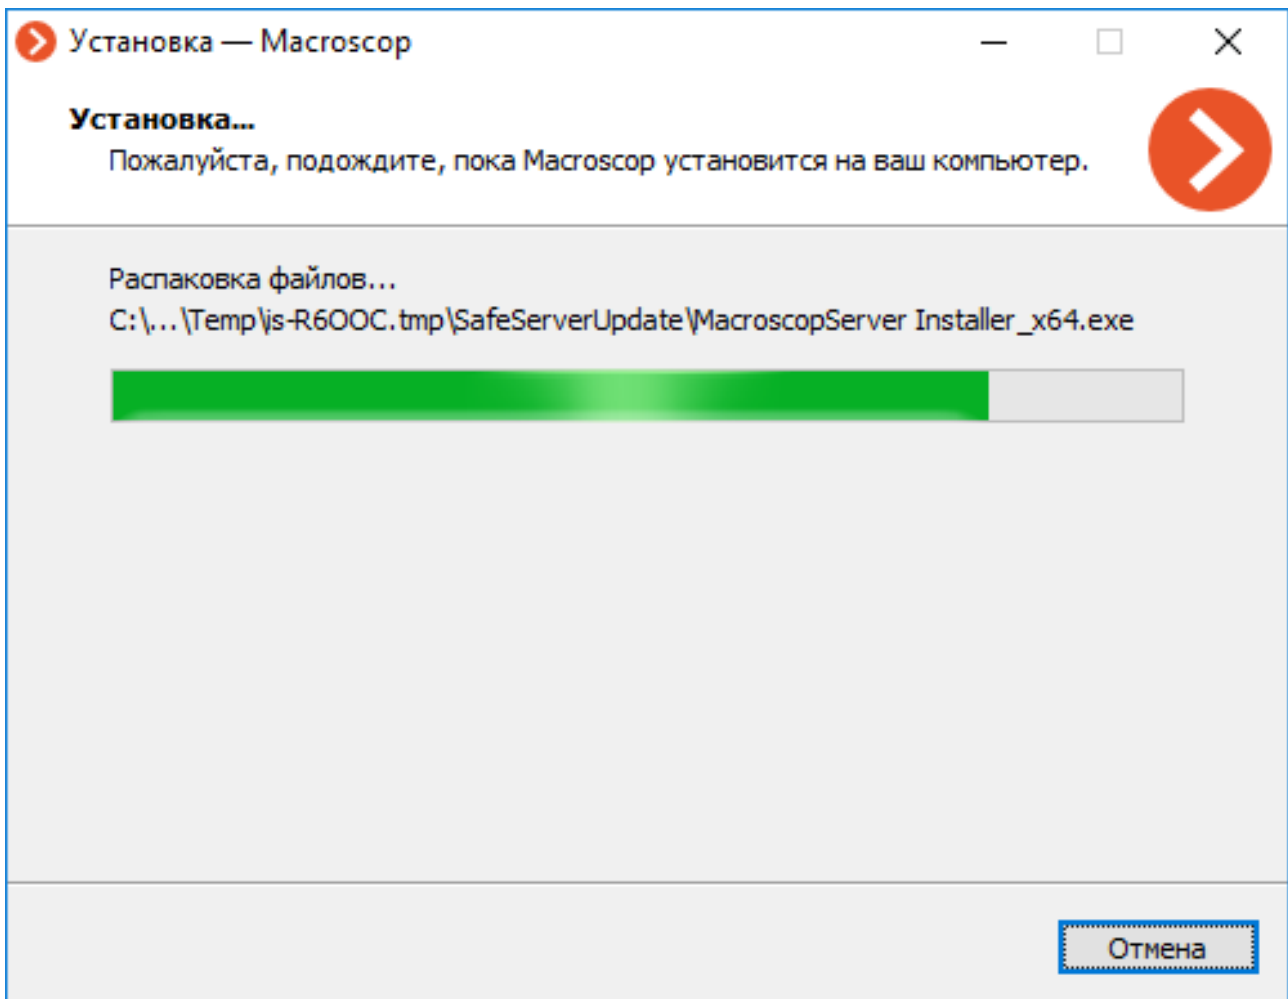 Установка — Macroscop
Установка...
Пожалуйста, подождите, пока Macroscop установится на ваш компьютер.
Распаковка файлов...
C:\...\Temp\is-R6OOC.tmp\SafeServerUpdate\MacroscopServer Installer_x64.exe
Отмена